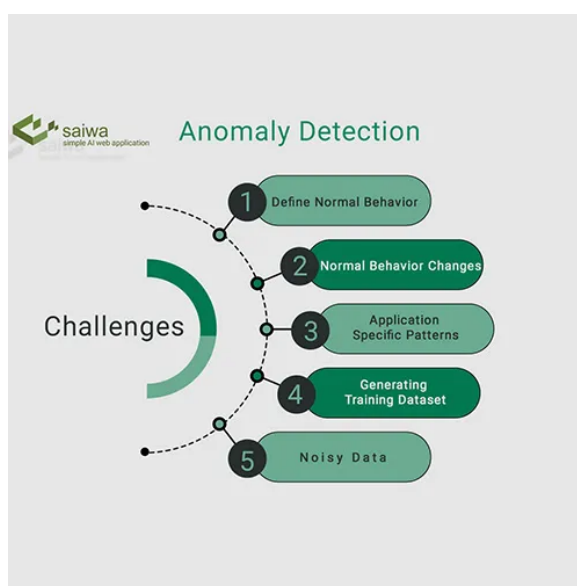 saiwa
simple AI web application
Anomaly Detection
Challenges
1
Define Normal Behavior
2
Normal Behavior Changes
3
Application
Specific Patterns
4
Generating
Training Dataset
5
Noisy Data